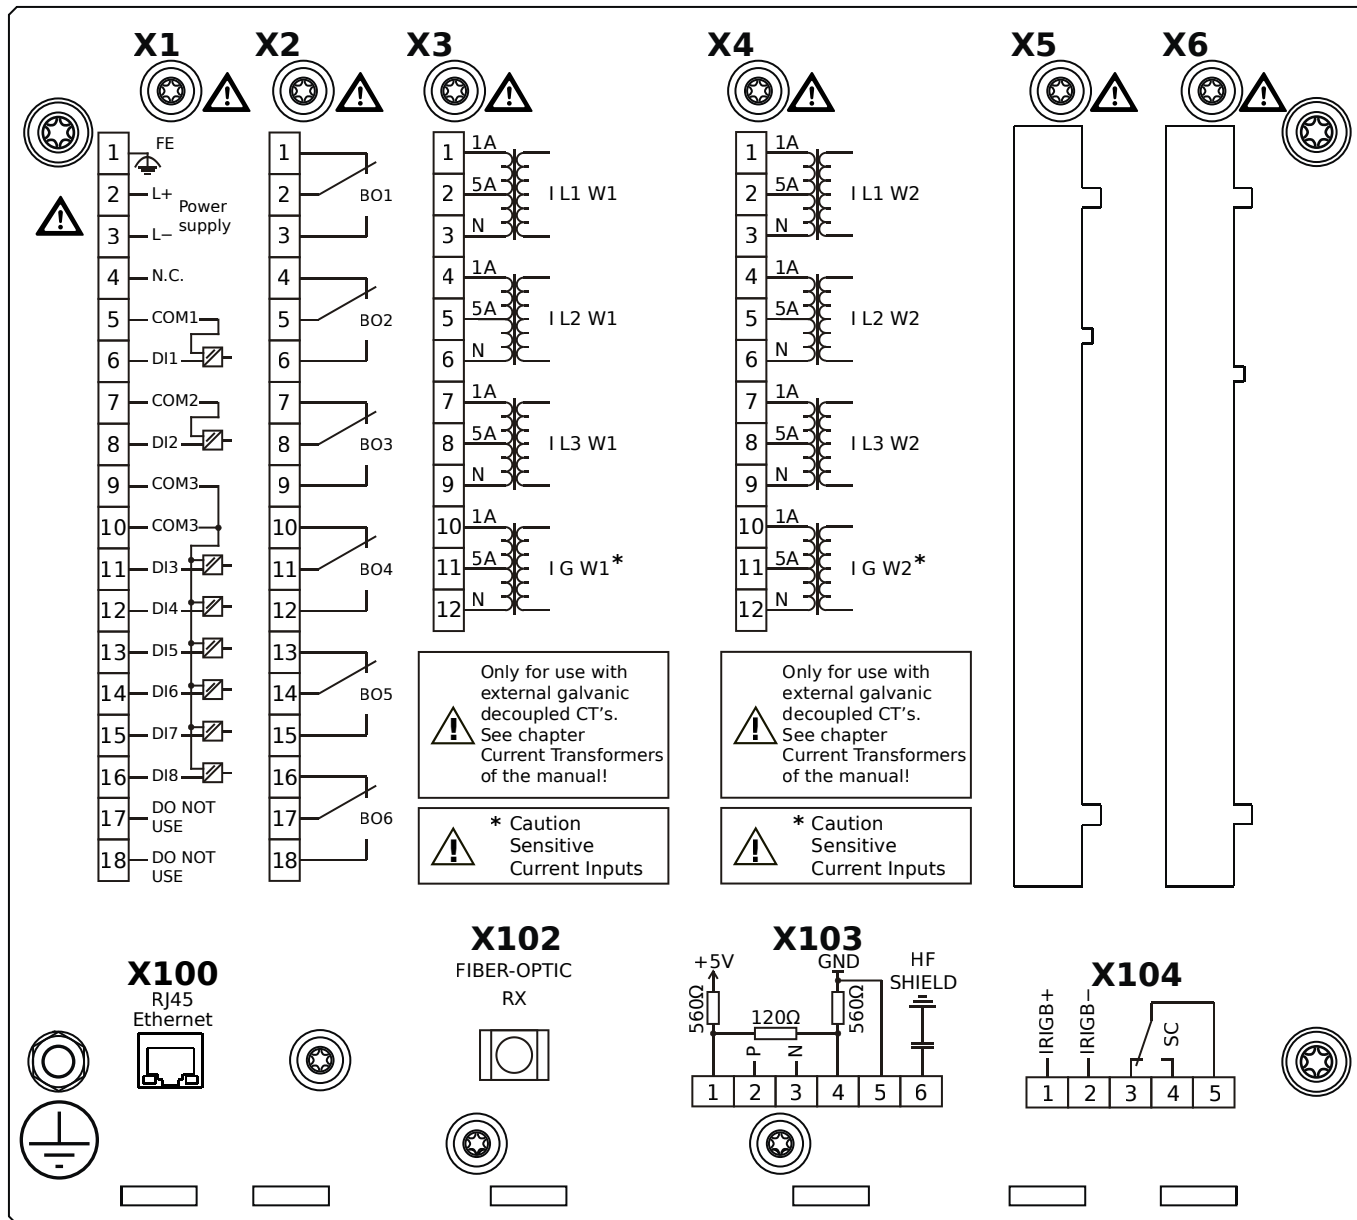 X1
X2
X3
X4
X5
X6
1 FE
2 L+
Power
supply
3 L−
4 N.C.
5 COM1
6 DI1
7 COM2
8 DI2
9 COM3
10 COM3
11 DI3
12 DI4
13 DI5
14 DI6
15 DI7
16 DI8
17 DO NOT
USE
18 DO NOT
USE
1
2 BO1
3
4
5 BO2
6
7
8 BO3
9
10
11 BO4
12
13
14 BO5
15
16
17 BO6
18
1 1A
2 5A I L1 W1
3 N
4 1A
5 5A I L2 W1
6 N
7 1A
8 5A I L3 W1
9 N
10 1A
11 5A I G W1*
12 N
Only for use with
external galvanic
decoupled CT's.
See chapter
Current Transformers
of the manual!
* Caution
Sensitive
Current Inputs
1 1A
2 5A I L1 W2
3 N
4 1A
5 5A I L2 W2
6 N
7 1A
8 5A I L3 W2
9 N
10 1A
11 5A I G W2*
12 N
Only for use with
external galvanic
decoupled CT's.
See chapter
Current Transformers
of the manual!
* Caution
Sensitive
Current Inputs
X100
RJ45
Ethernet
X102
FIBER-OPTIC
RX
X103
+5V
GND
HF
SHIELD
560Ω
120Ω
560Ω
P
N
1 2 3 4 5 6
X104
IRIGB+
IRIGB−
SC
1 2 3 4 5